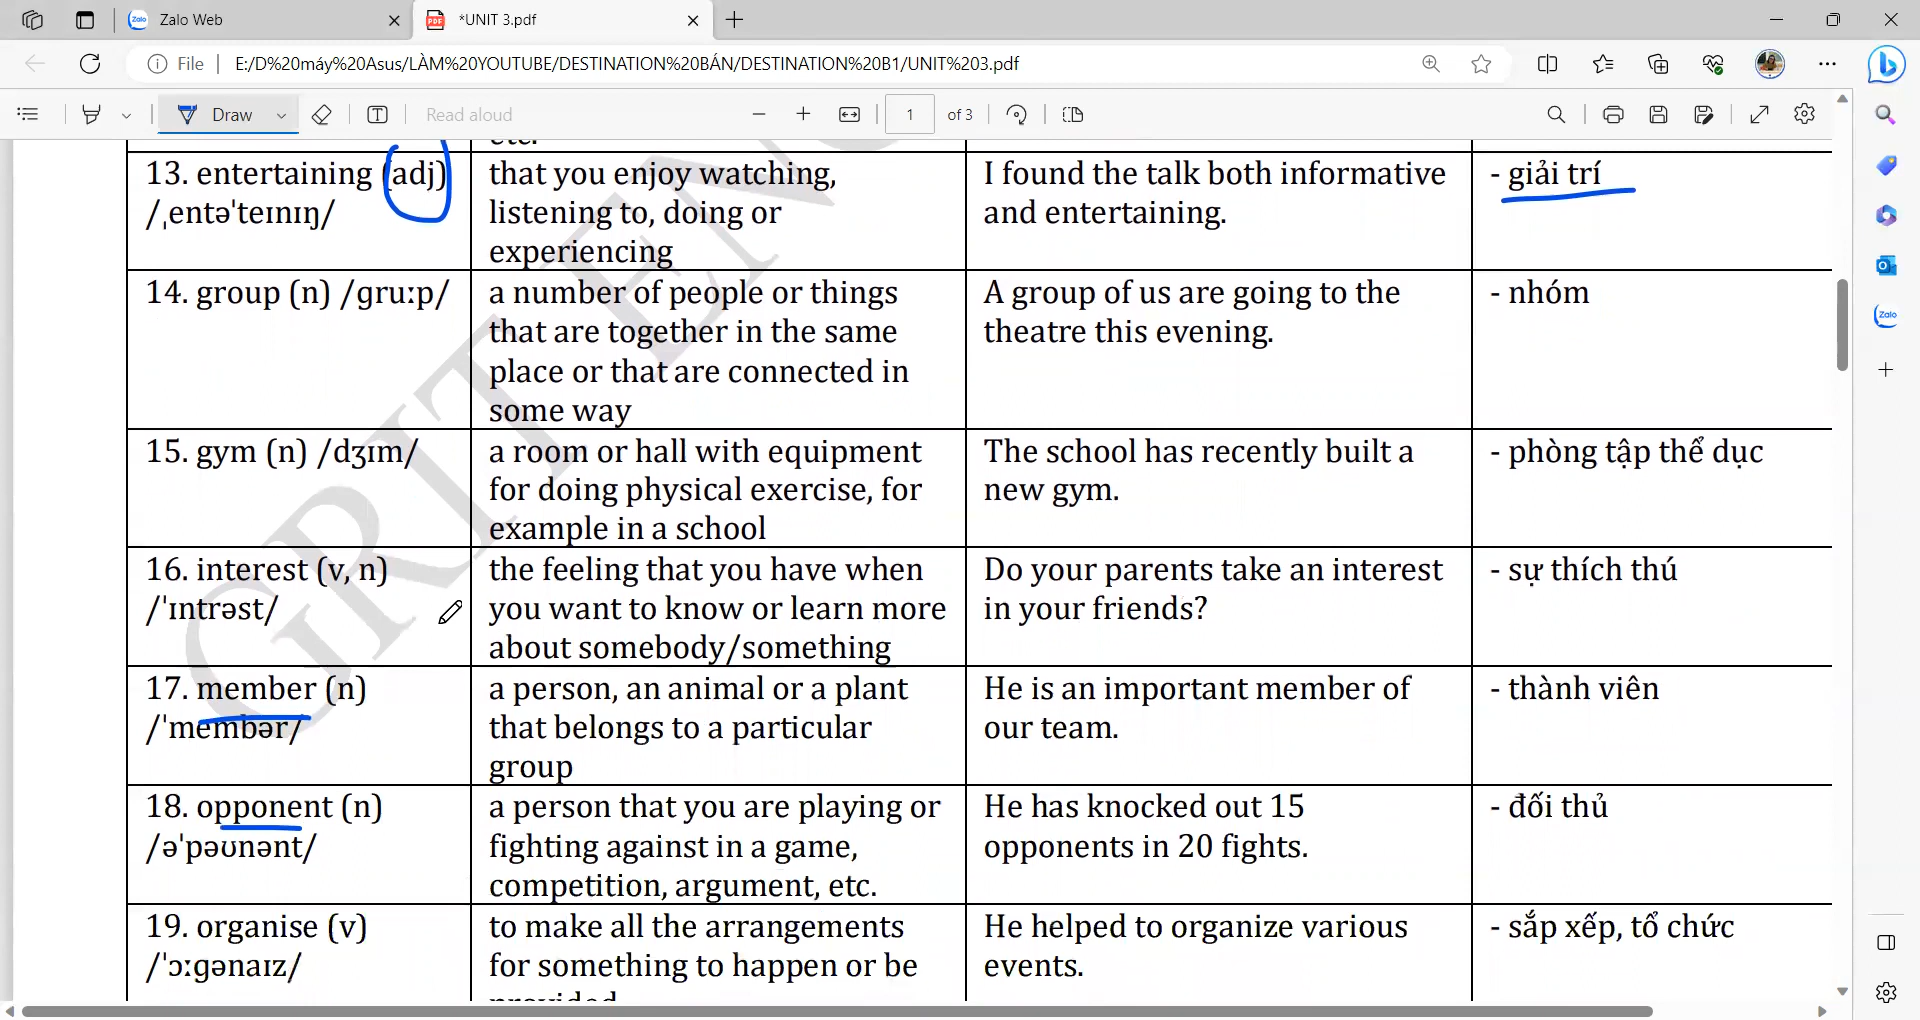 Zalo Web
*UNIT 3.pdf
File
E:/D%20máy%20Asus/LÀM%20YOUTUBE/DESTINATION%20BÁN/DESTINATION%20B1/UNIT%203.pdf
Draw
Read aloud
1 of 3
etc.
13. entertaining (adj)
/ˌentəˈteɪnɪŋ/
that you enjoy watching,
listening to, doing or
experiencing
I found the talk both informative
and entertaining.
- giải trí
14. group (n) /ɡruːp/
a number of people or things
that are together in the same
place or that are connected in
some way
A group of us are going to the
theatre this evening.
- nhóm
15. gym (n) /dʒɪm/
a room or hall with equipment
for doing physical exercise, for
example in a school
The school has recently built a
new gym.
- phòng tập thể dục
16. interest (v, n)
/ˈɪntrəst/
the feeling that you have when
you want to know or learn more
about somebody/something
Do your parents take an interest
in your friends?
- sự thích thú
17. member (n)
/ˈmembər/
a person, an animal or a plant
that belongs to a particular
group
He is an important member of
our team.
- thành viên
18. opponent (n)
/əˈpəʊnənt/
a person that you are playing or
fighting against in a game,
competition, argument, etc.
He has knocked out 15
opponents in 20 fights.
- đối thủ
19. organise (v)
/ˈɔːɡənaɪz/
to make all the arrangements
for something to happen or be
provided
He helped to organize various
events.
- sắp xếp, tổ chức
GRIT EN
Zalo
Zalo
PDF